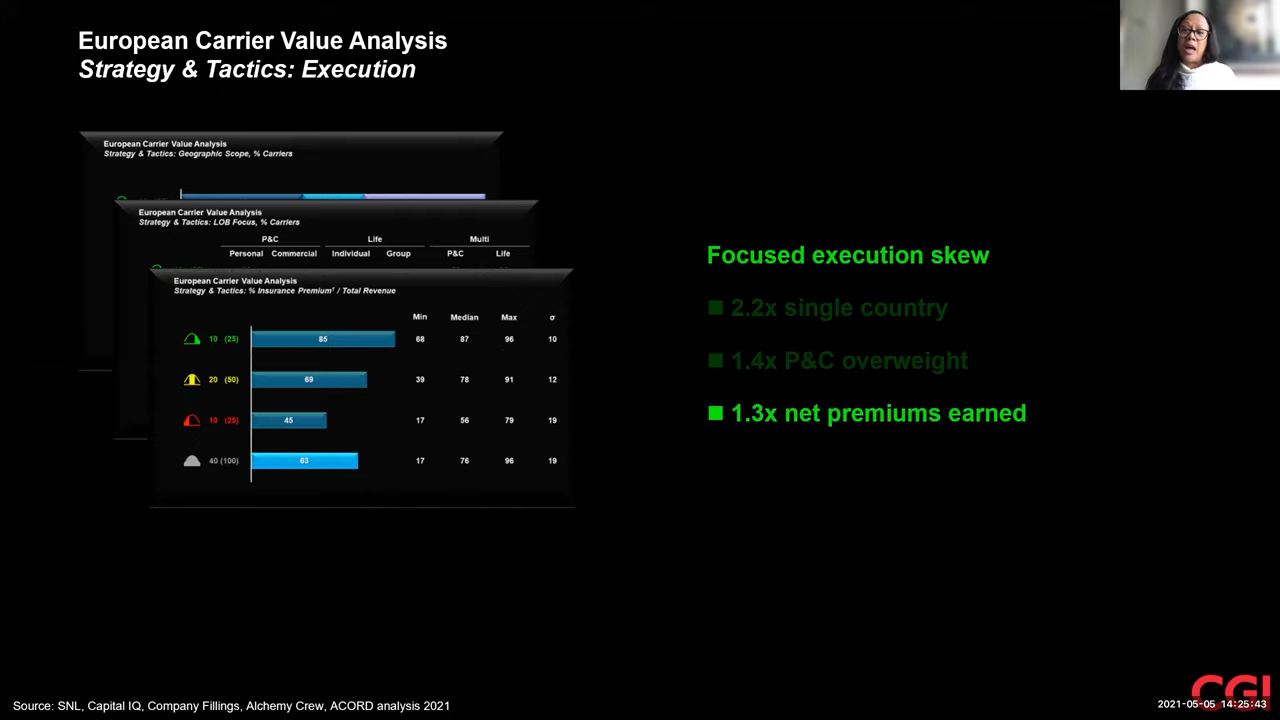 European Carrier Value Analysis
Strategy & Tactics: Execution
European Carrier Value Analysis
Strategy & Tactics: Geographic Scope, % Carriers
European Carrier Value Analysis
Strategy & Tactics: LOB Focus, % Carriers
P&C Life Multi
Personal Commercial Individual Group P&C Life
European Carrier Value Analysis
Strategy & Tactics: % Insurance Premium¹ / Total Revenue
Min Median Max σ
10 (25) 85 68 87 96 10
20 (50) 69 39 78 91 12
10 (25) 45 17 56 79 19
40 (100) 63 17 76 96 19
Focused execution skew
■ 2.2x single country
■ 1.4x P&C overweight
■ 1.3x net premiums earned
CGI
2021-05-05 14:25:43
Source: SNL, Capital IQ, Company Fillings, Alchemy Crew, ACORD analysis 2021